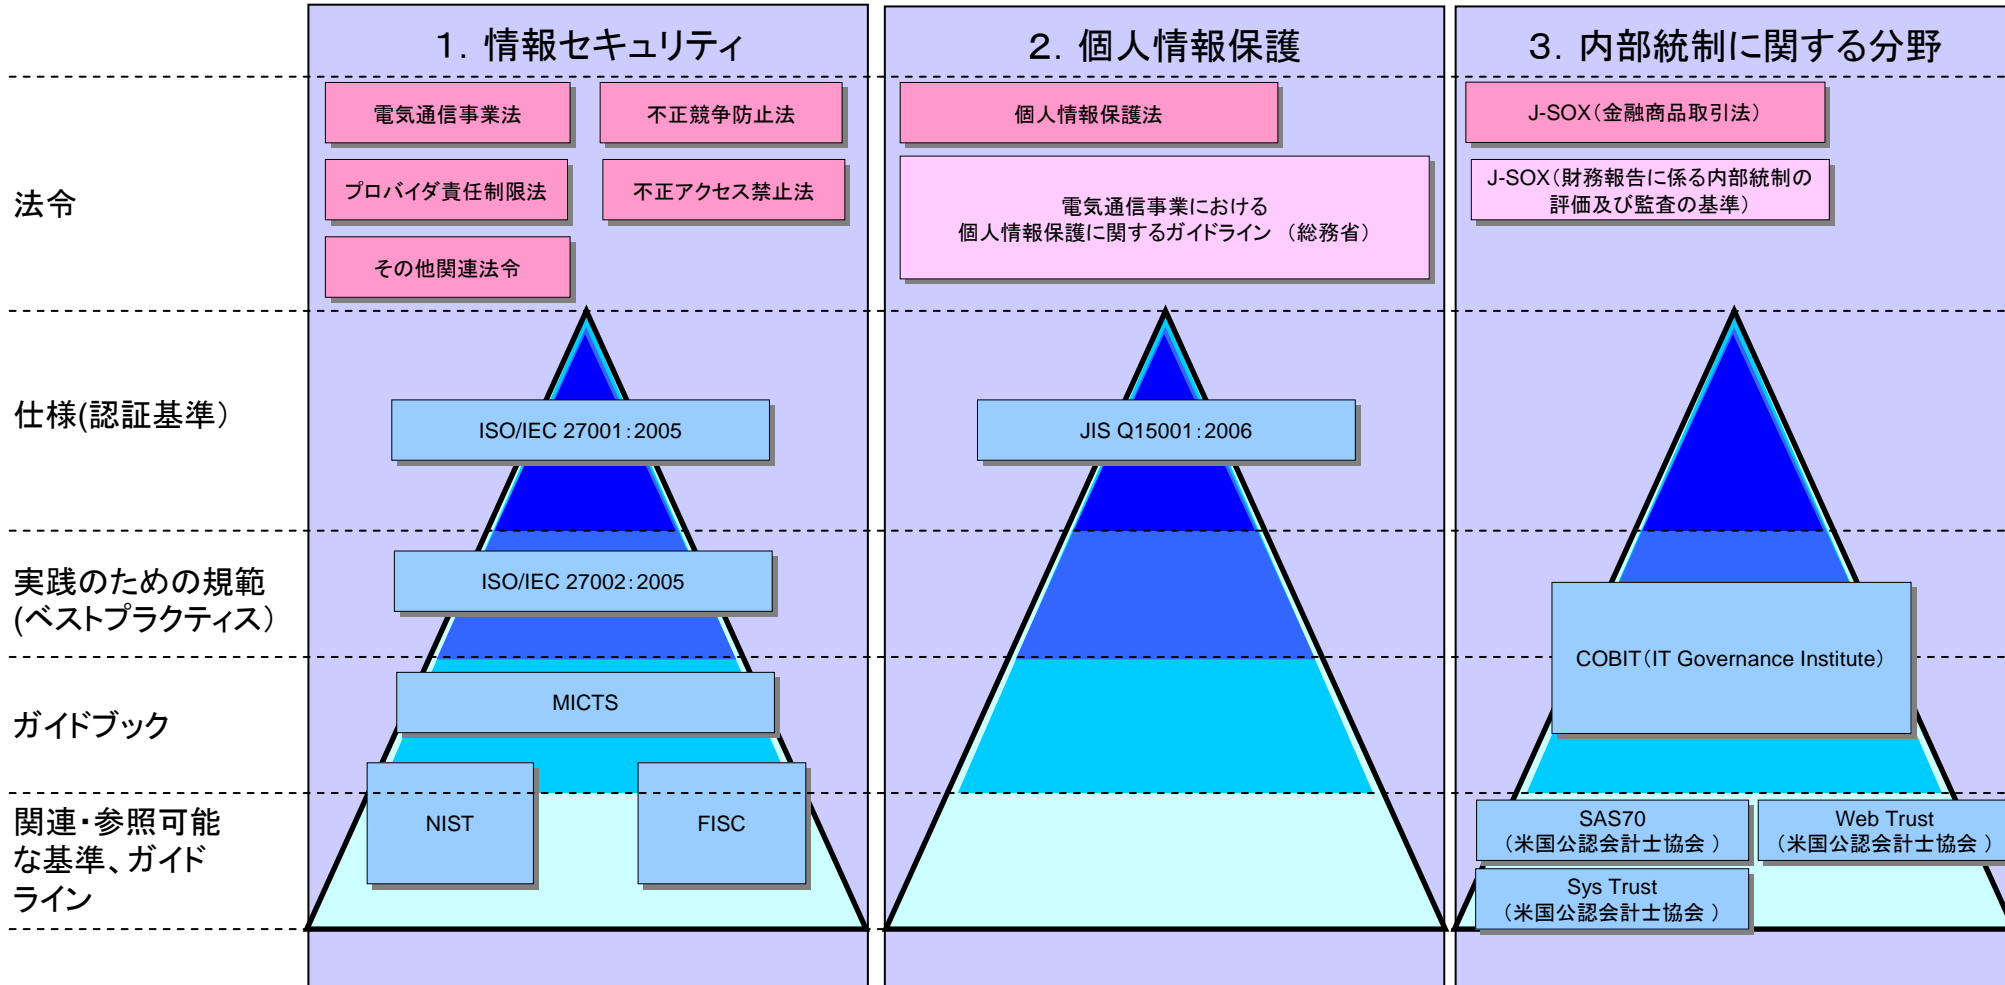 1．情報セキュリティ
2．個人情報保護
3．内部統制に関する分野
法令
電気通信事業法
不正競争防止法
プロバイダ責任制限法
不正アクセス禁止法
その他関連法令
個人情報保護法
電気通信事業における
個人情報保護に関するガイドライン （総務省）
J-SOX（金融商品取引法）
J-SOX（財務報告に係る内部統制の
評価及び監査の基準）
仕様(認証基準）
ISO/IEC 27001：2005
JIS Q15001：2006
実践のための規範
(ベストプラクティス）
ISO/IEC 27002：2005
COBIT（IT Governance Institute）
ガイドブック
MICTS
関連・参照可能
な基準、ガイド
ライン
NIST
FISC
SAS70
（米国公認会計士協会 ）
Web Trust
（米国公認会計士協会 ）
Sys Trust
（米国公認会計士協会 ）